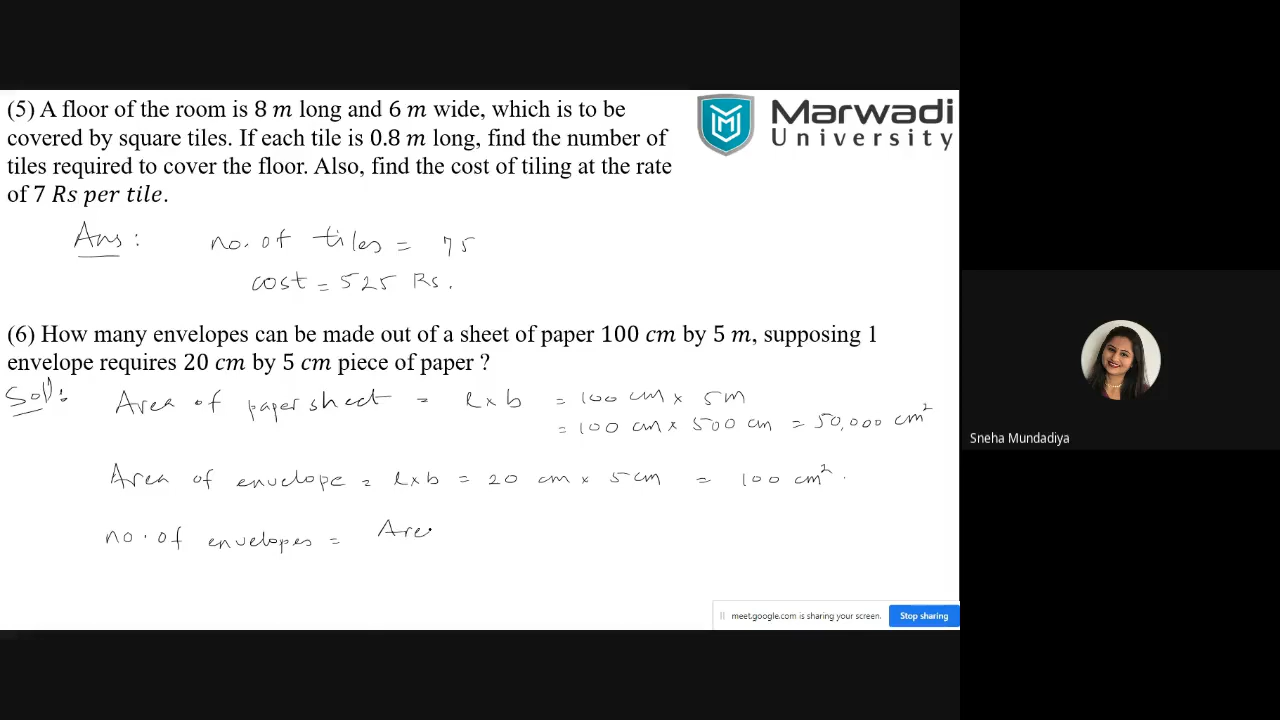 (5) A floor of the room is 8 m long and 6 m wide, which is to be
covered by square tiles. If each tile is 0.8 m long, find the number of
tiles required to cover the floor. Also, find the cost of tiling at the rate
of 7 Rs per tile.
Marwadi
University
Ans :
no. of tiles = 75
cost = 525 Rs.
(6) How many envelopes can be made out of a sheet of paper 100 cm by 5 m, supposing 1
envelope requires 20 cm by 5 cm piece of paper ?
Solⁿ:
Area of paper sheet = l x b = 100 cm x 5m
= 100 cm x 500 cm = 50,000 cm²
Area of envelope = l x b = 20 cm x 5cm = 100 cm².
no. of envelopes = Area
Sneha Mundadiya
meet.google.com is sharing your screen.
Stop sharing